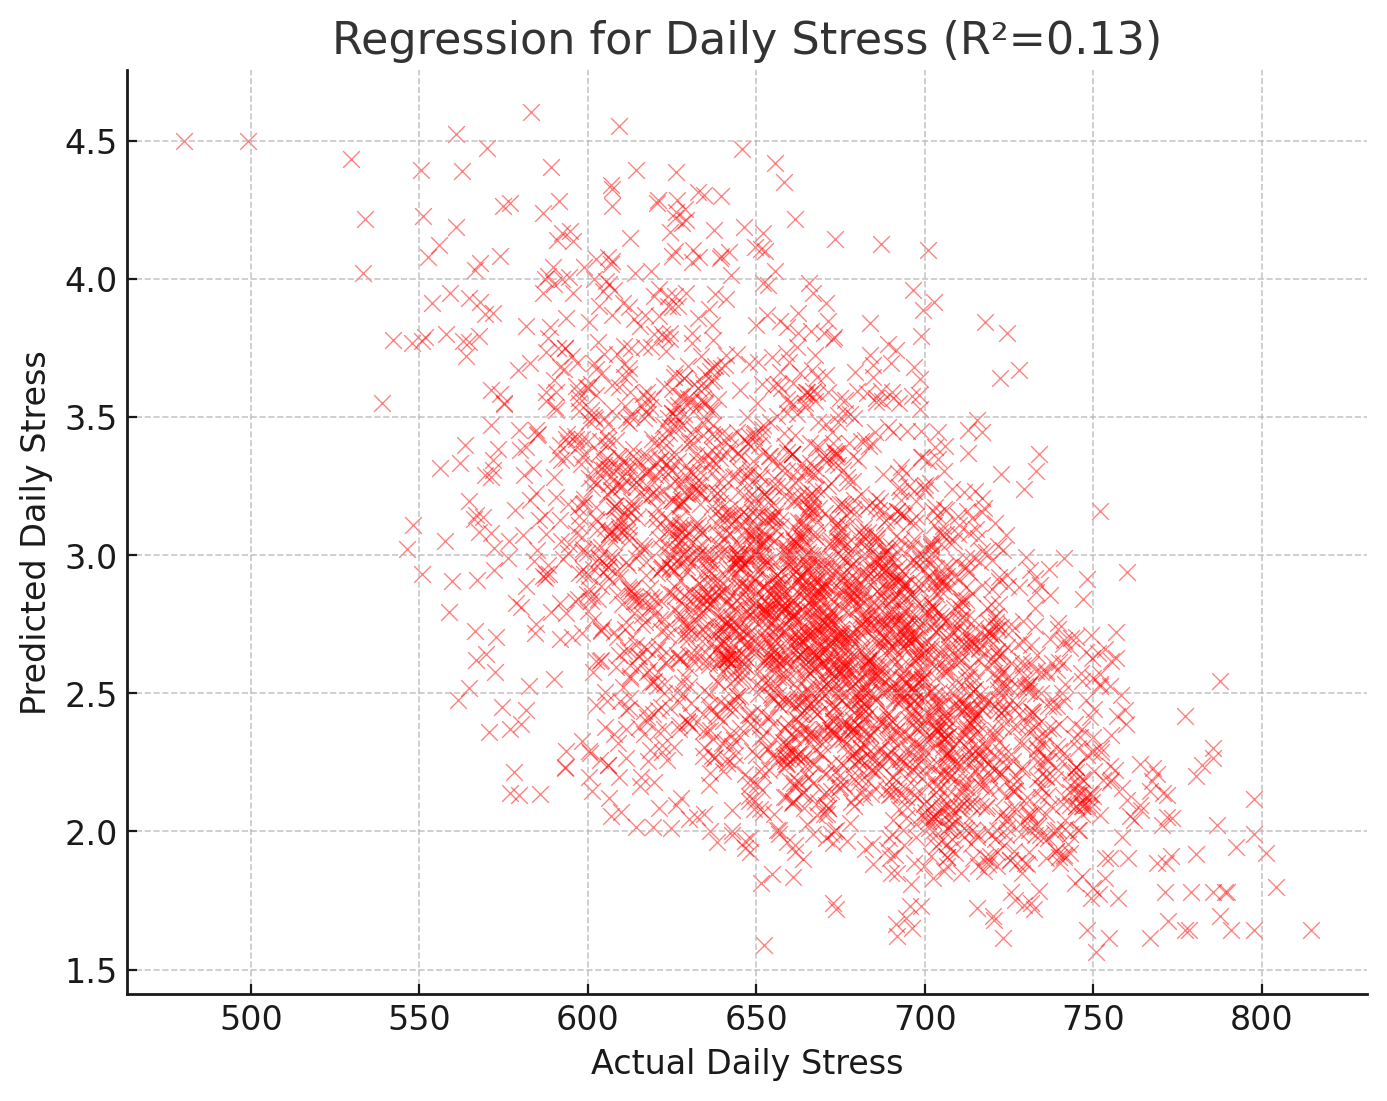 Regression for Daily Stress (R²=0.13)
Predicted Daily Stress
4.5
4.0
3.5
3.0
2.5
2.0
1.5
500 550 600 650 700 750 800
Actual Daily Stress